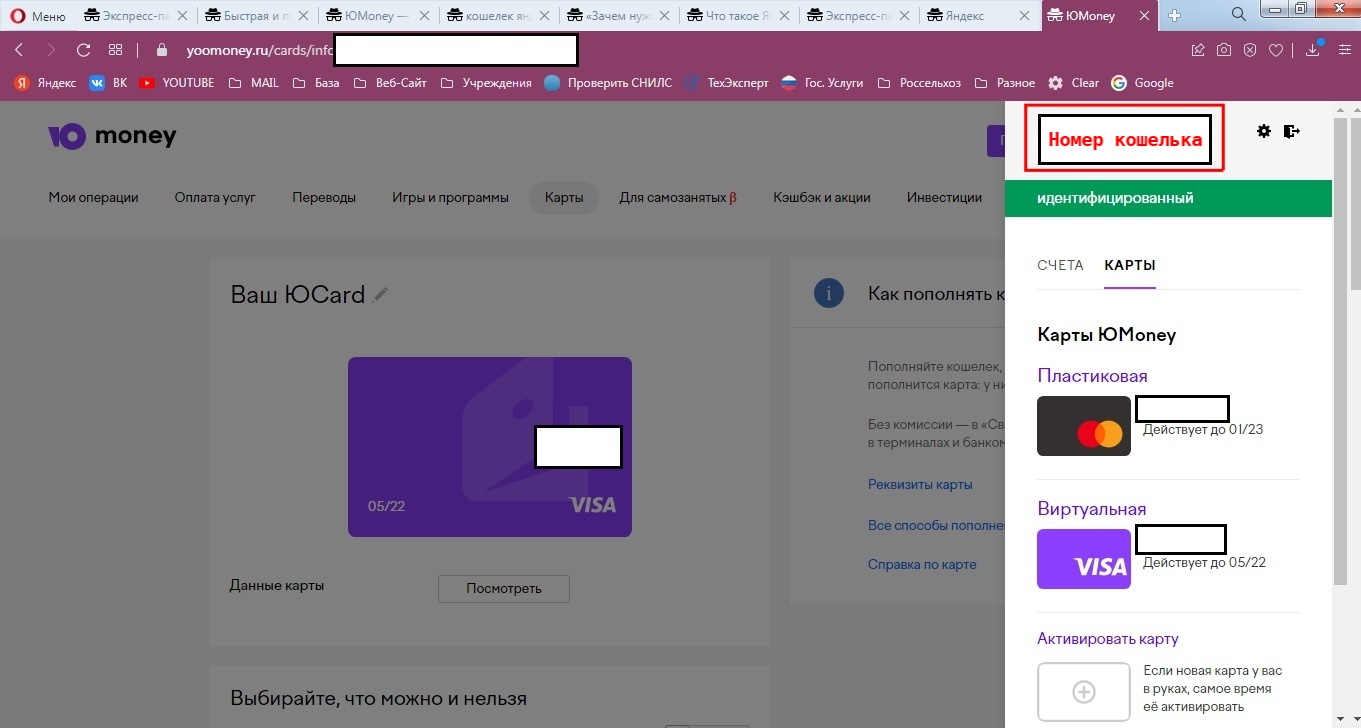 Меню
Экспресс-па
Быстрая и п
ЮMoney —
кошелек ян
«Зачем нуж
Что такое Я
Экспресс-па
Яндекс
ЮMoney
yoomoney.ru/cards/info
Яндекс
ВК
YOUTUBE
MAIL
База
Веб-Сайт
Учреждения
Проверить СНИЛС
ТехЭксперт
Гос. Услуги
Россельхоз
Разное
Clear
Google
Ю money
Номер кошелька
Мои операции
Оплата услуг
Переводы
Игры и программы
Карты
Для самозанятых β
Кэшбэк и акции
Инвестиции
идентифицированный
СЧЕТА
КАРТЫ
Ваш ЮCard
05/22
VISA
Данные карты
Посмотреть
Выбирайте, что можно и нельзя
Как пополнять к
Пополняйте кошелек,
пополнится карта: у ни
Без комиссии — в «Св
в терминалах и банком
Реквизиты карты
Все способы пополне
Справка по карте
Карты ЮMoney
Пластиковая
Действует до 01/23
Виртуальная
VISA
Действует до 05/22
Активировать карту
Если новая карта у вас
в руках, самое время
её активировать